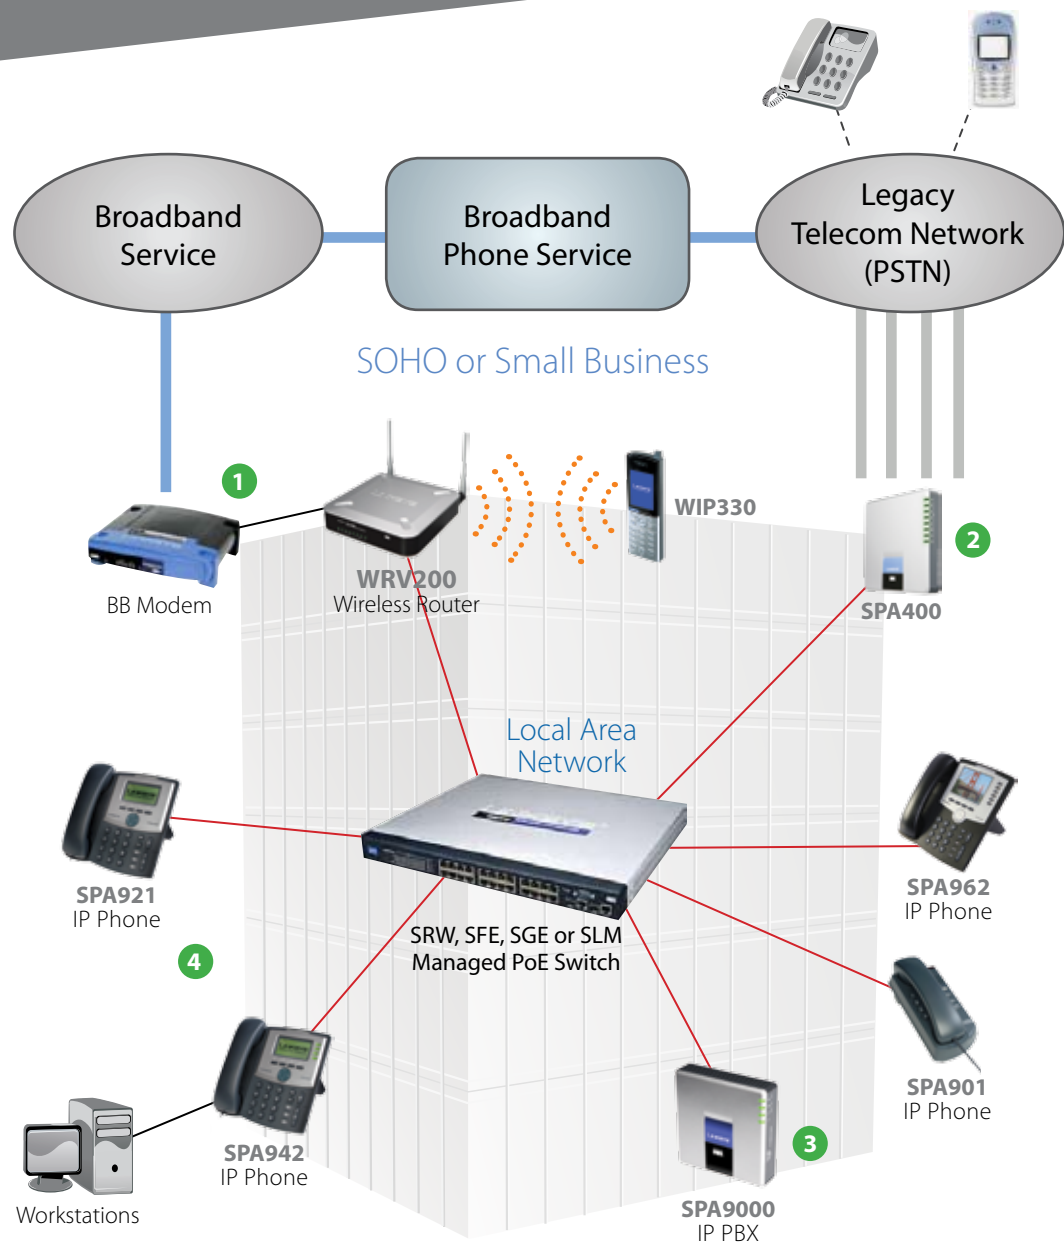 Broadband
Service
Broadband
Phone Service
Legacy
Telecom Network
(PSTN)
SOHO or Small Business
1
WIP330
2
BB Modem
WRV200
Wireless Router
SPA400
Local Area
Network
SPA921
IP Phone
SPA962
IP Phone
SRW, SFE, SGE or SLM
Managed PoE Switch
4
SPA901
IP Phone
3
SPA942
IP Phone
Workstations
SPA9000
IP PBX